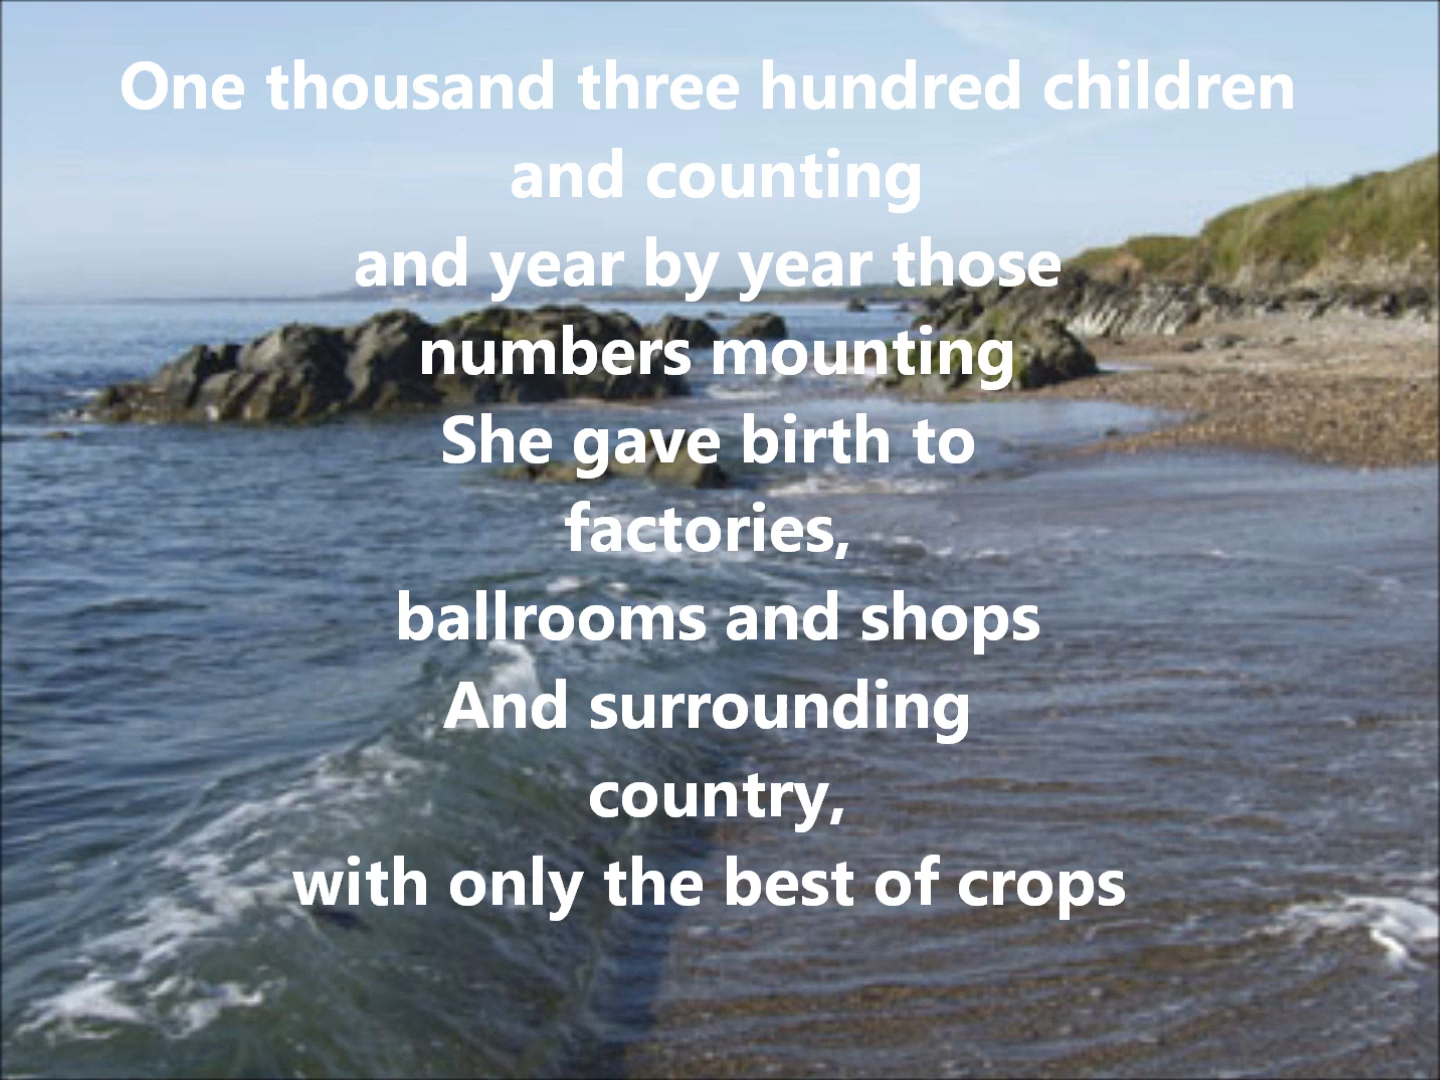 One thousand three hundred children
and counting
and year by year those
numbers mounting
She gave birth to
factories,
ballrooms and shops
And surrounding
country,
with only the best of crops